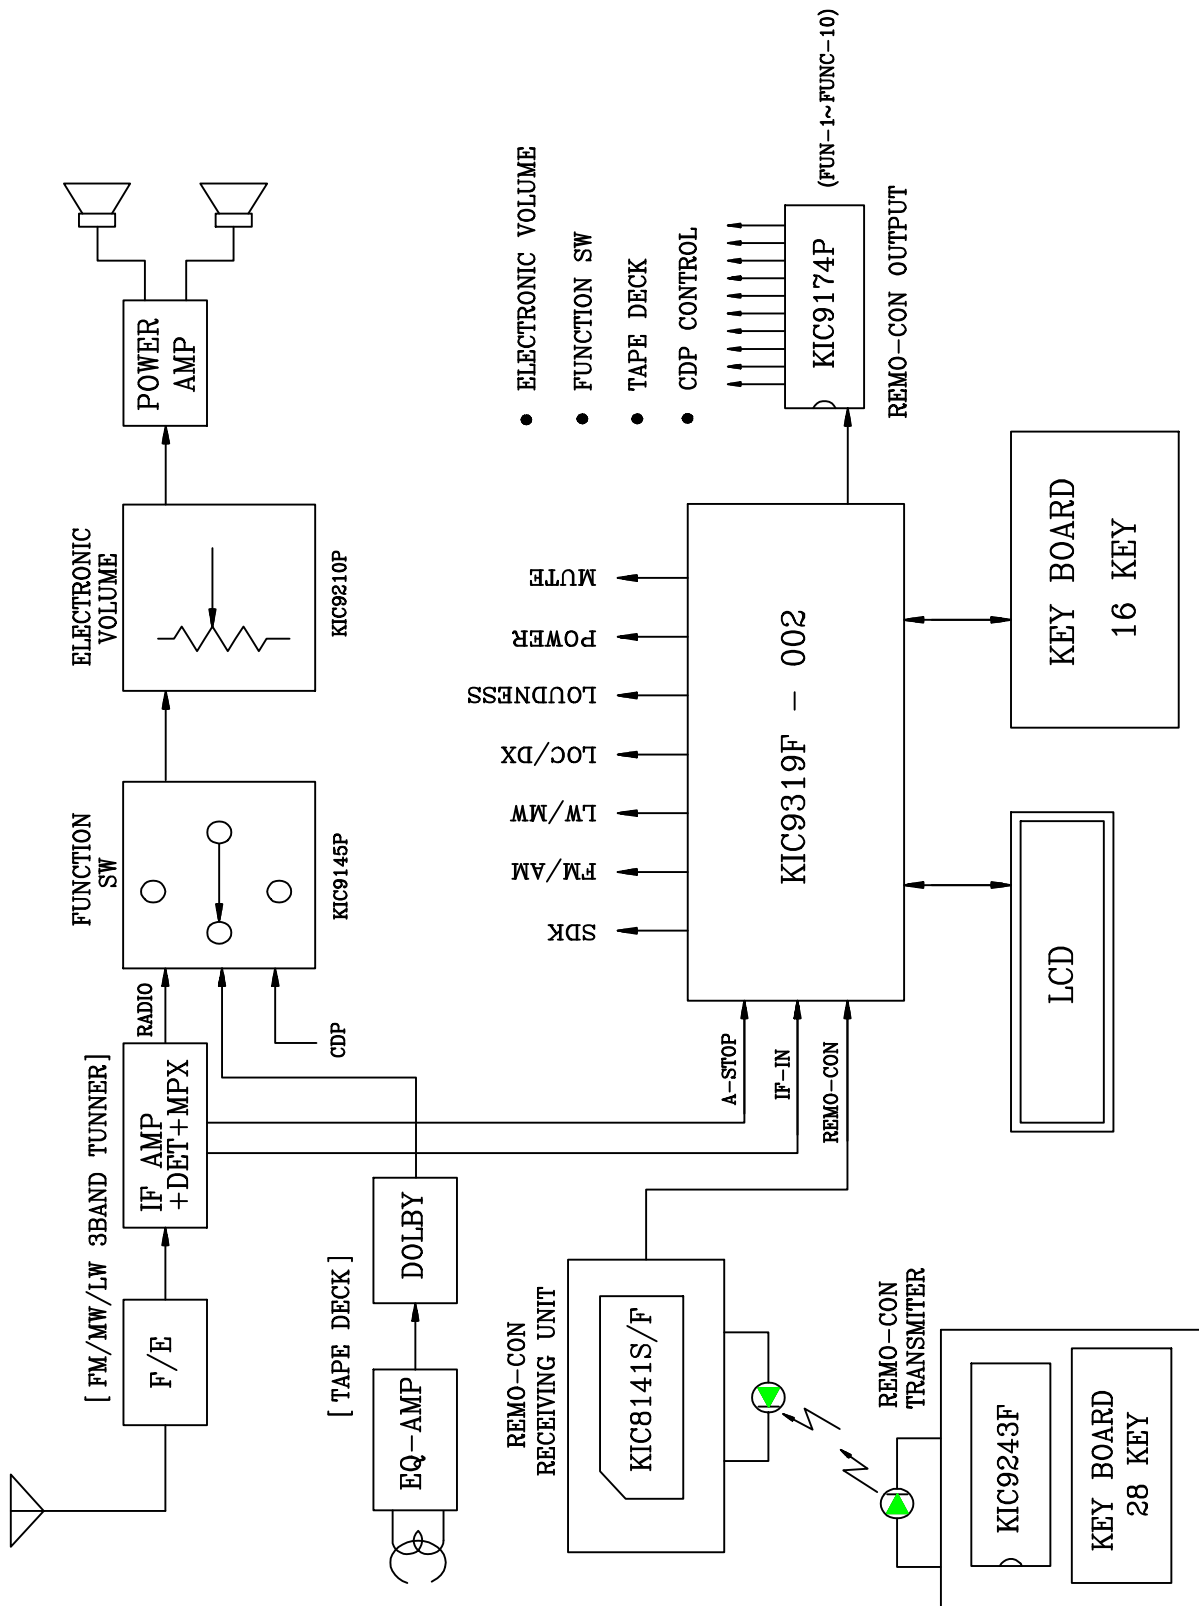 [ FM/MW/LW 3BAND TUNNER]
F/E
IF AMP
+DET+MPX
RADIO
FUNCTION
SW
KIC9145P
ELECTRONIC
VOLUME
KIC9210P
POWER
AMP
CDP
[ TAPE DECK ]
EQ-AMP
DOLBY
REMO-CON
RECEIVING UNIT
KIC8141S/F
A-STOP
IF-IN
REMO-CON
SDK
FM/AM
LW/MW
LOC/DX
LOUDNESS
POWER
MUTE
KIC9319F - 002
• ELECTRONIC VOLUME
• FUNCTION SW
• TAPE DECK
• CDP CONTROL
(FUN-1~FUNC-10)
KIC9174P
REMO-CON OUTPUT
REMO-CON
TRANSMITER
KIC9243F
KEY BOARD
28 KEY
LCD
KEY BOARD
16 KEY